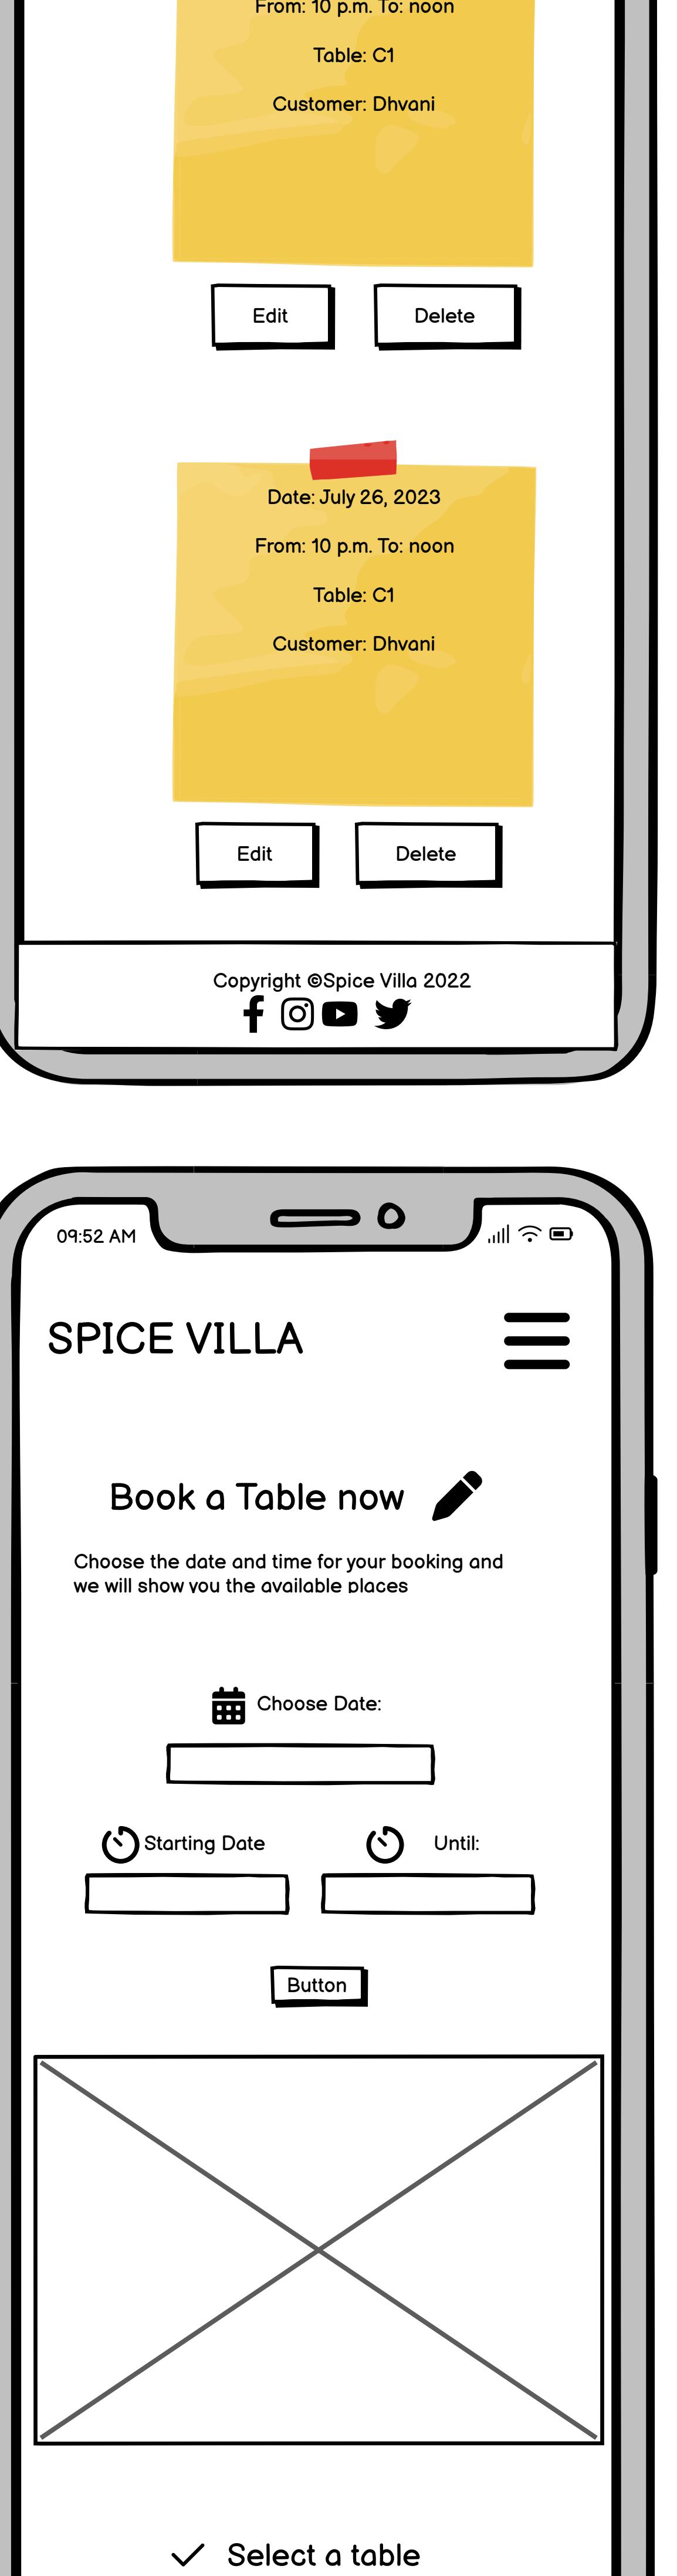 From: 10 p.m. To: noon
Table: C1
Customer: Dhvani
Edit
Delete
Date: July 26, 2023
From: 10 p.m. To: noon
Table: C1
Customer: Dhvani
Edit
Delete
Copyright ©Spice Villa 2022
09:52 AM
SPICE VILLA
Book a Table now
Choose the date and time for your booking and
we will show you the available places
Choose Date:
Starting Date
Until:
Button
Select a table